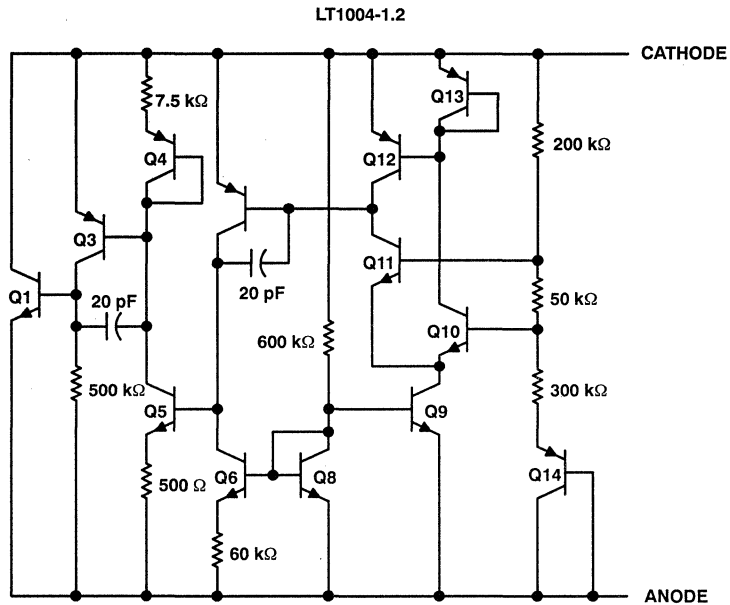 LT1004-1.2
CATHODE
7.5 kΩ
Q13
Q4
Q12
200 kΩ
Q3
Q11
Q1
20 pF
20 pF
50 kΩ
600 kΩ
Q10
500 kΩ
Q5
Q9
300 kΩ
500 Ω
Q6
Q8
Q14
60 kΩ
ANODE